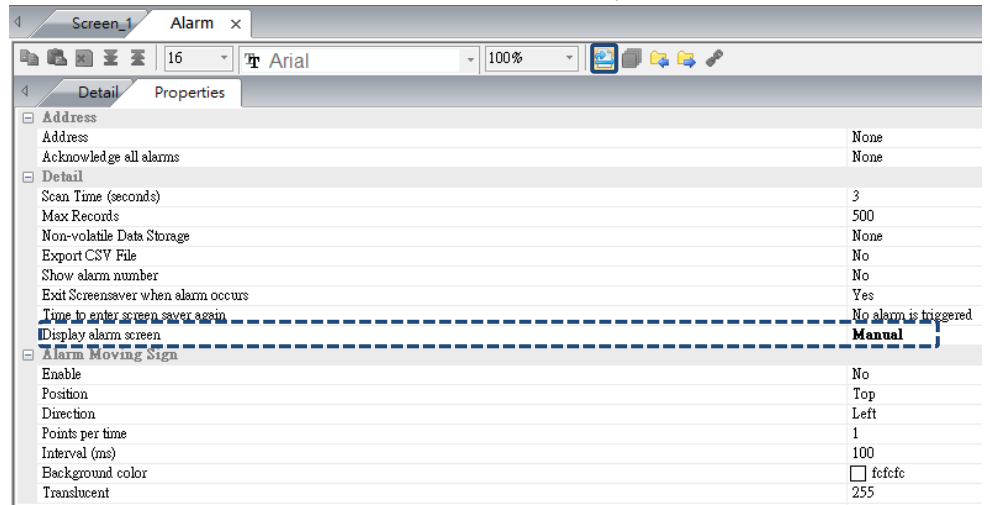 Screen_1 Alarm ×
16 Arial 100%
Detail Properties
Address
Address None
Acknowledge all alarms None
Detail
Scan Time (seconds) 3
Max Records 500
Non-volatile Data Storage None
Export CSV File No
Show alarm number No
Exit Screensaver when alarm occurs Yes
Time to enter screen saver again No alarm is triggered
Display alarm screen Manual
Alarm Moving Sign
Enable No
Position Top
Direction Left
Points per time 1
Interval (ms) 100
Background color fcfcfc
Translucent 255